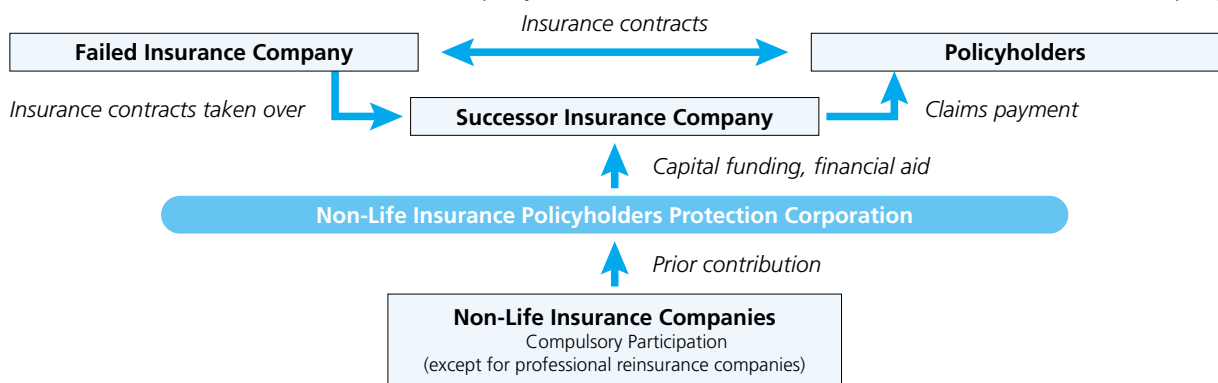 Insurance contracts
Failed Insurance Company
Policyholders
Insurance contracts taken over
Successor Insurance Company
Claims payment
Capital funding, financial aid
Non-Life Insurance Policyholders Protection Corporation
Prior contribution
Non-Life Insurance Companies
Compulsory Participation
(except for professional reinsurance companies)